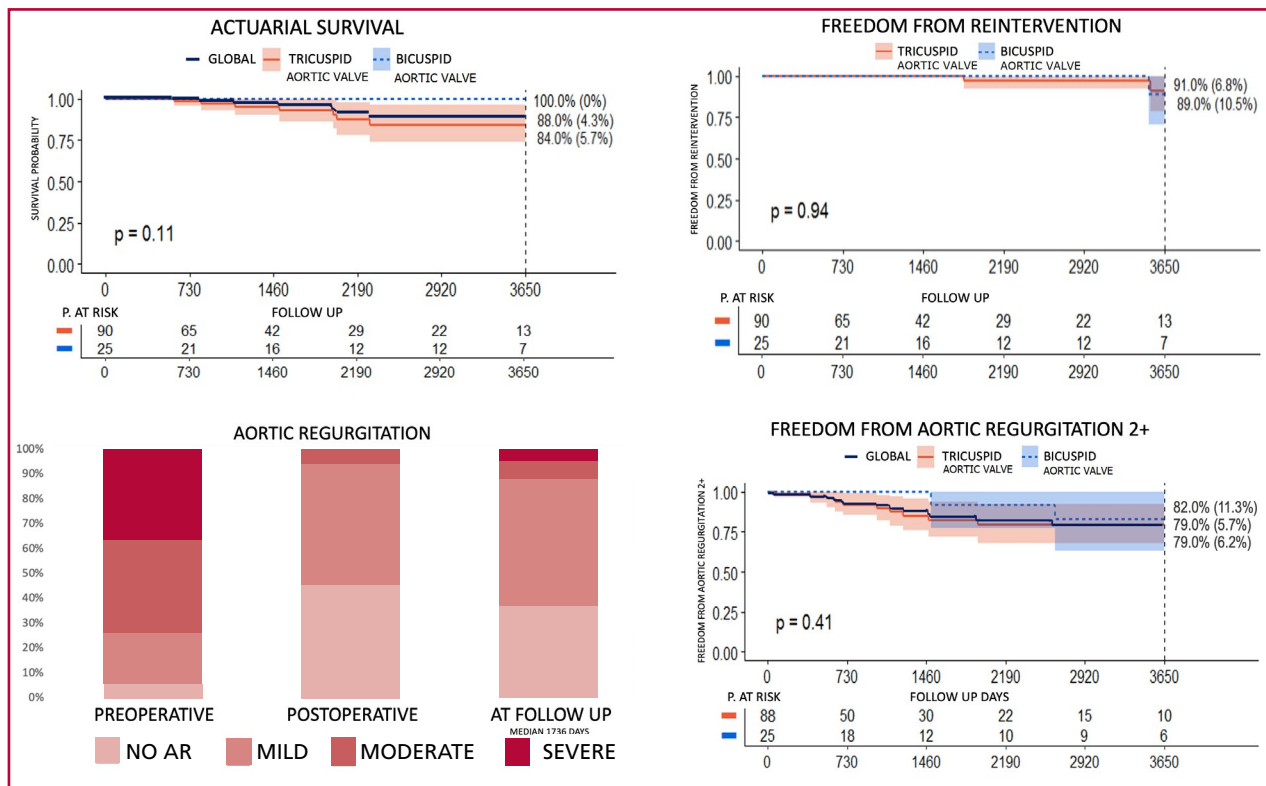 ACTUARIAL SURVIVAL
GLOBAL TRICUSPID AORTIC VALVE BICUSPID AORTIC VALVE
SURVIVAL PROBABILITY
1.00
0.75
0.50
0.25
0.00
100.0% (0%)
88.0% (4.3%)
84.0% (5.7%)
p = 0.11
0 730 1460 2190 2920 3650
P. AT RISK FOLLOW UP
90 65 42 29 22 13
25 21 16 12 12 7
0 730 1460 2190 2920 3650
FREEDOM FROM REINTERVENTION
TRICUSPID AORTIC VALVE BICUSPID AORTIC VALVE
FREEDOM FROM REINTERVENTION
1.00
0.75
0.50
0.25
0.00
91.0% (6.8%)
89.0% (10.5%)
p = 0.94
0 730 1460 2190 2920 3650
P. AT RISK FOLLOW UP
90 65 42 29 22 13
25 21 16 12 12 7
0 730 1460 2190 2920 3650
AORTIC REGURGITATION
100%
90%
80%
70%
60%
50%
40%
30%
20%
10%
0%
PREOPERATIVE POSTOPERATIVE AT FOLLOW UP
MEDIAN 1736 DAYS
NO AR MILD MODERATE SEVERE
FREEDOM FROM AORTIC REGURGITATION 2+
GLOBAL TRICUSPID AORTIC VALVE BICUSPID AORTIC VALVE
FREEDOM FROM AORTIC REGURGITATION 2+
1.00
0.75
0.50
0.25
0.00
82.0% (11.3%)
79.0% (5.7%)
79.0% (6.2%)
p = 0.41
0 730 1460 2190 2920 3650
P. AT RISK FOLLOW UP DAYS
88 50 30 22 15 10
25 18 12 10 9 6
0 730 1460 2190 2920 3650